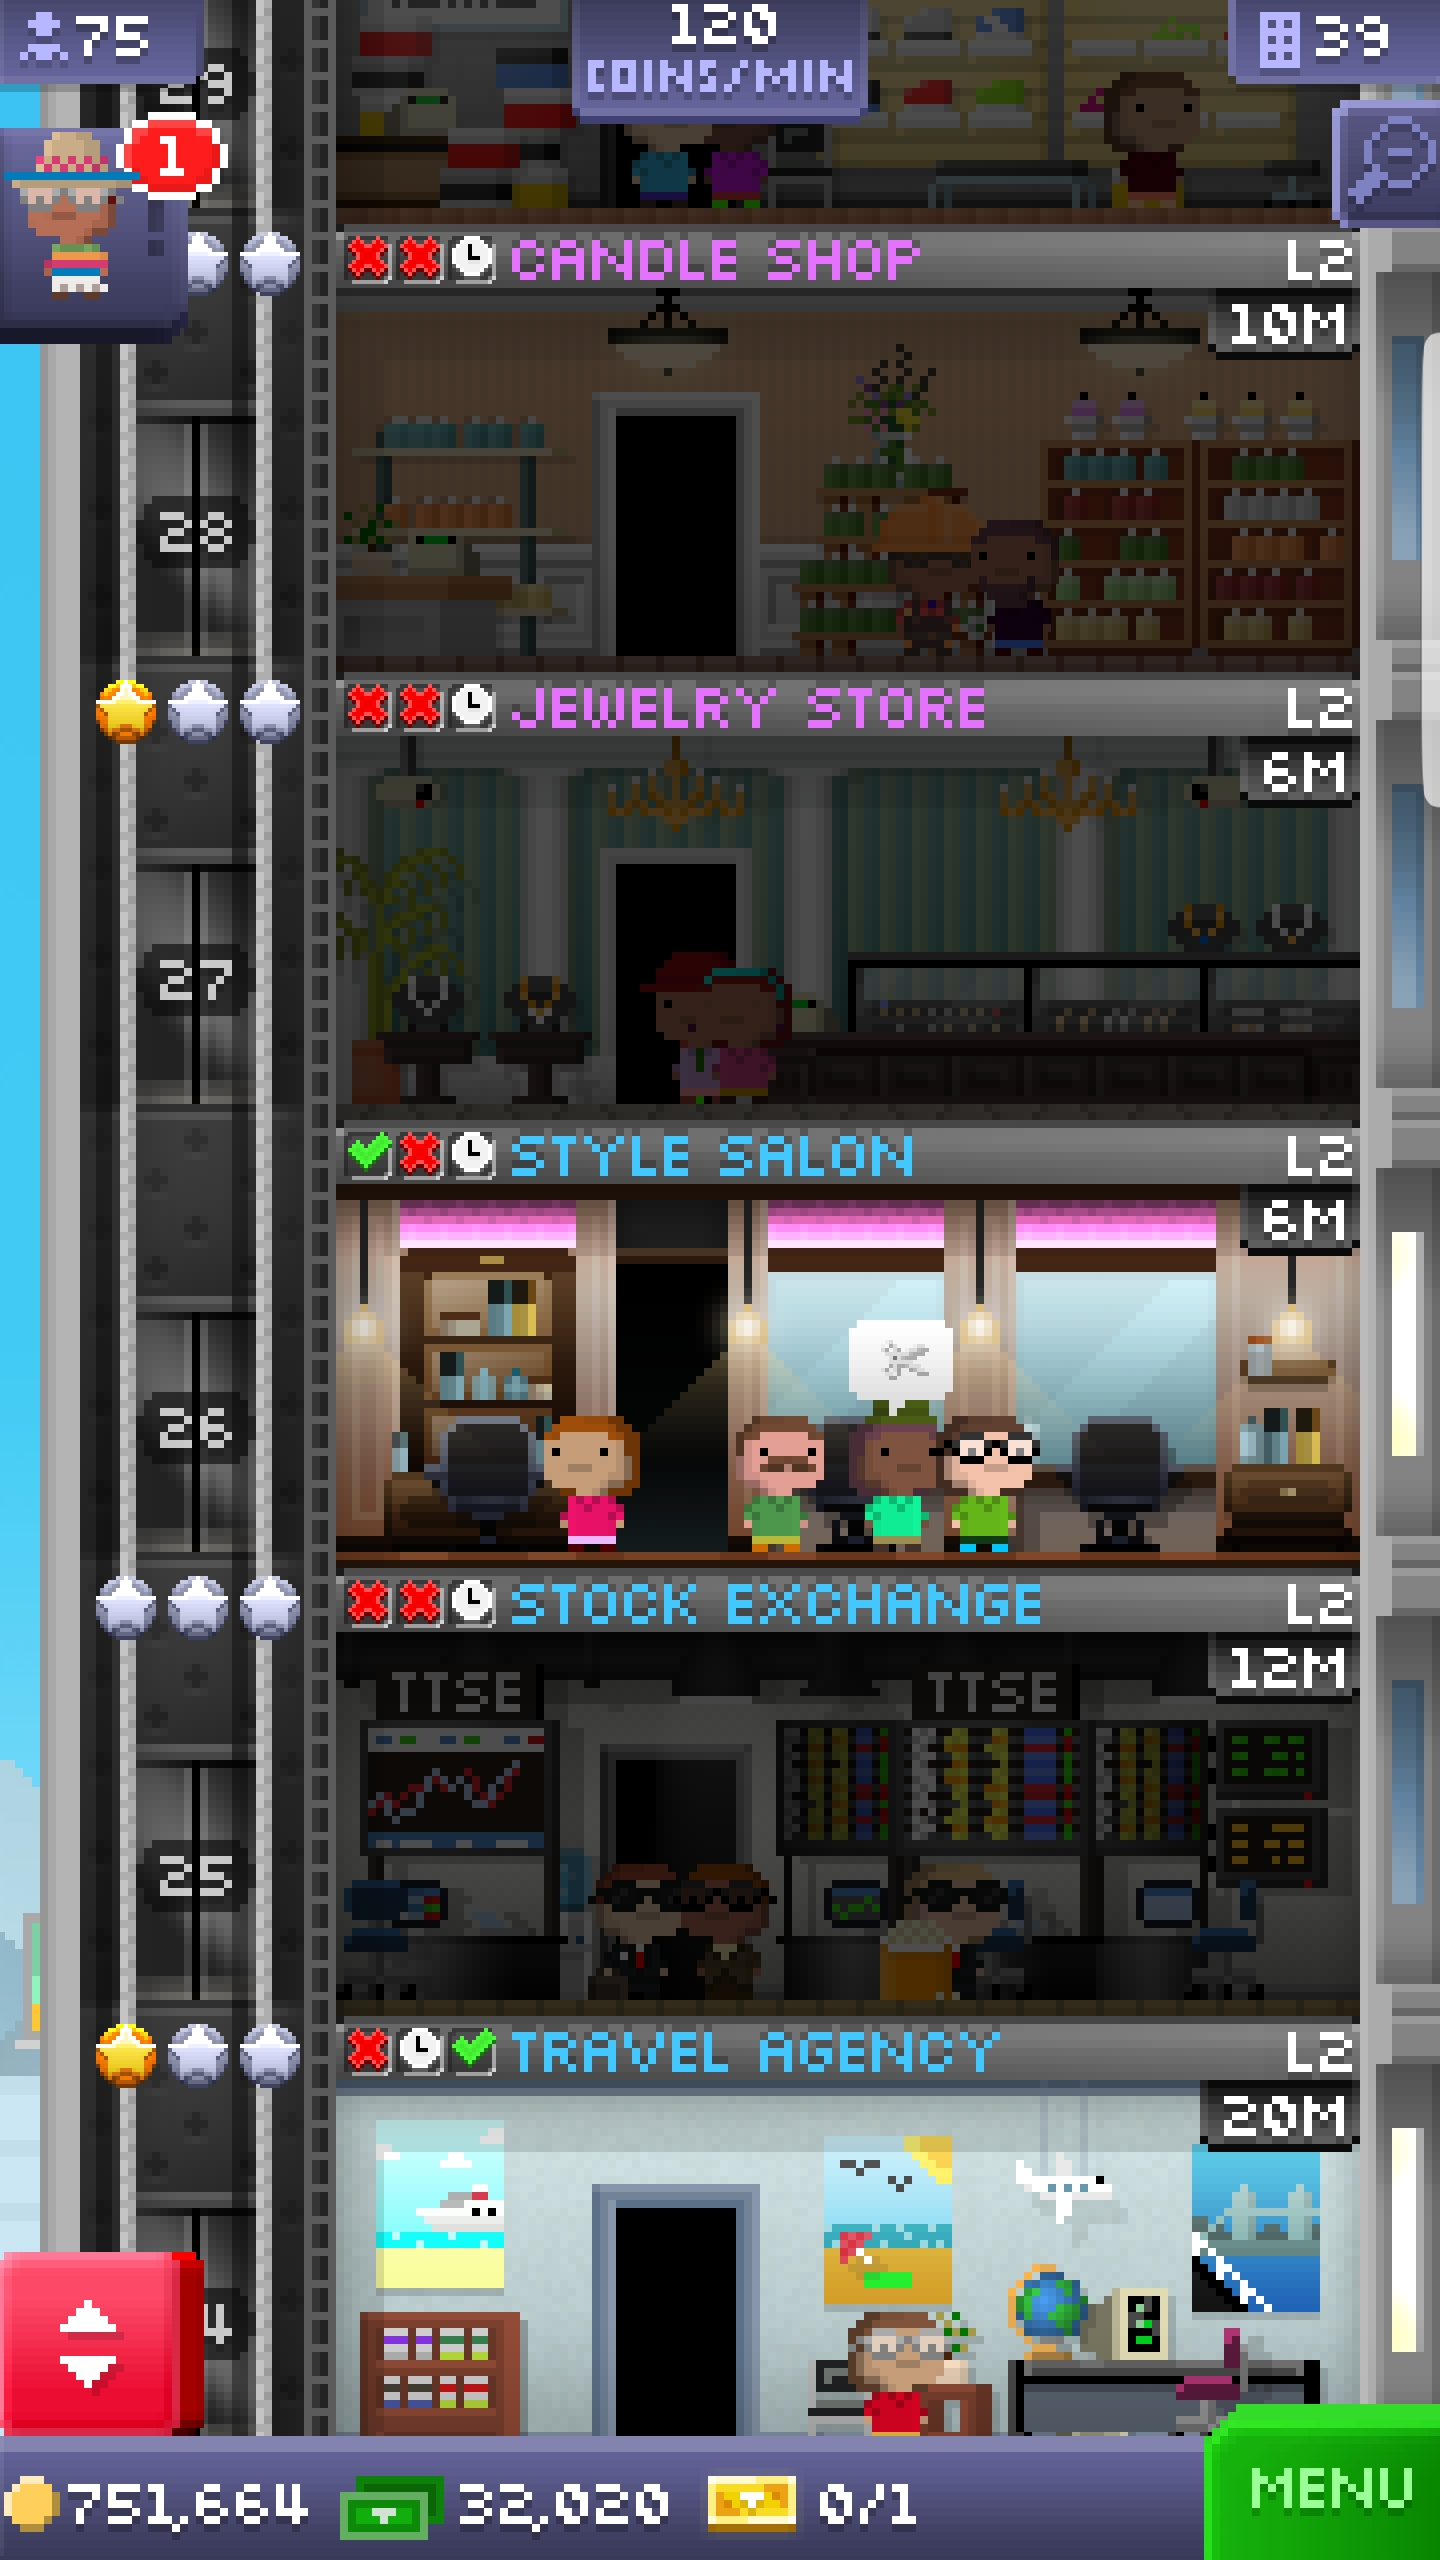 75
120
COINS/MIN
39
1
CANDLE SHOP L2
10M
28
JEWELRY STORE L2
6M
27
STYLE SALON L2
6M
26
STOCK EXCHANGE L2
12M
TTSE TTSE
25
TRAVEL AGENCY L2
20M
4
751,664 32,020 0/1 MENU